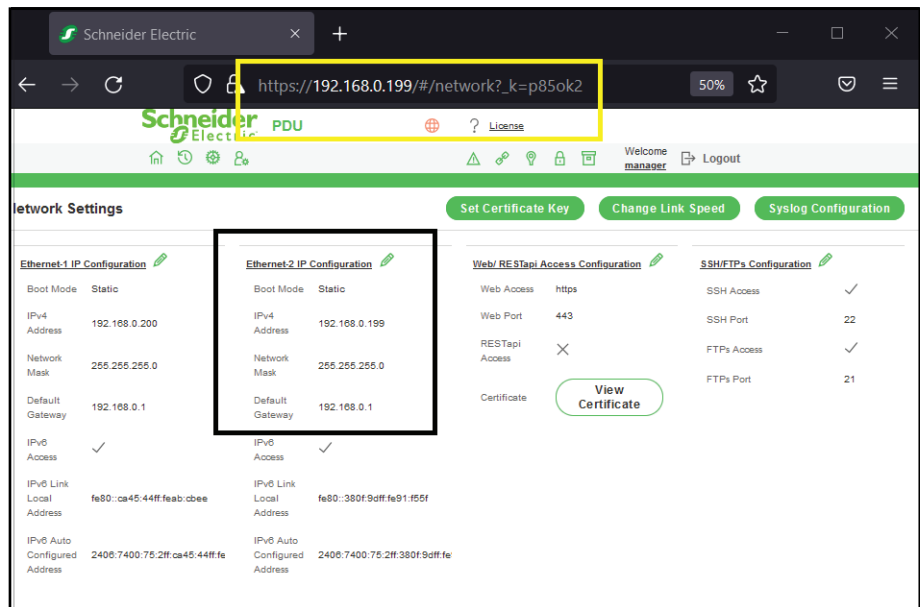 Schneider Electric
https://192.168.0.199/#/network?_k=p85ok2
50%
Schneider Electric PDU ? License
Welcome manager Logout
etwork Settings
Set Certificate Key
Change Link Speed
Syslog Configuration
Ethernet-1 IP Configuration
Boot Mode Static
IPv4 Address 192.168.0.200
Network Mask 255.255.255.0
Default Gateway 192.168.0.1
IPv6 Access
IPv6 Link Local Address fe80::ca45:44ff:feab:cbee
IPv6 Auto Configured Address 2406:7400:75:2ff:ca45:44ff:fe
Ethernet-2 IP Configuration
Boot Mode Static
IPv4 Address 192.168.0.199
Network Mask 255.255.255.0
Default Gateway 192.168.0.1
IPv6 Access
IPv6 Link Local Address fe80::380f:9dff:fe91:f55f
IPv6 Auto Configured Address 2406:7400:75:2ff:380f:9dff:fe
Web/ RESTapi Access Configuration
Web Access https
Web Port 443
RESTapi Access
Certificate View Certificate
SSH/FTPs Configuration
SSH Access
SSH Port 22
FTPs Access
FTPs Port 21